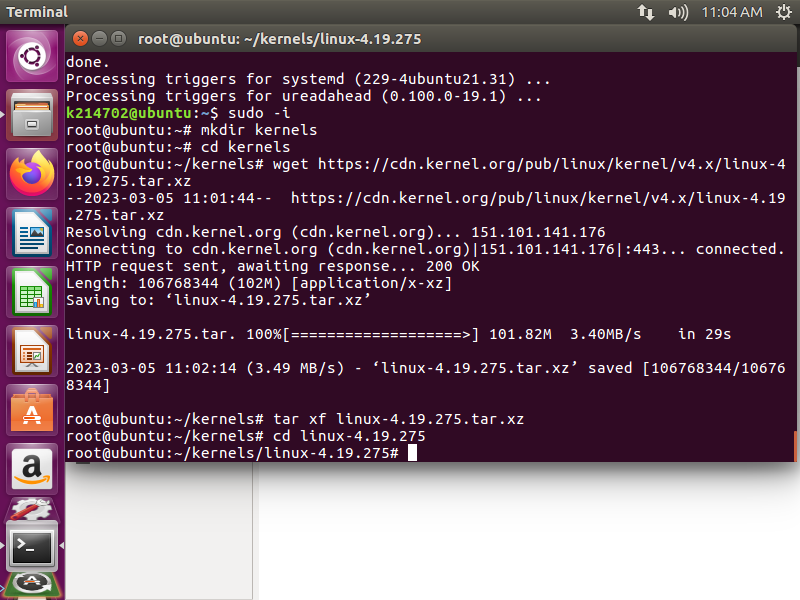 Terminal
11:04 AM
root@ubuntu: ~/kernels/linux-4.19.275
done.
Processing triggers for systemd (229-4ubuntu21.31) ...
Processing triggers for ureadahead (0.100.0-19.1) ...
k214702@ubuntu:~$ sudo -i
root@ubuntu:~# mkdir kernels
root@ubuntu:~# cd kernels
root@ubuntu:~/kernels# wget https://cdn.kernel.org/pub/linux/kernel/v4.x/linux-4
.19.275.tar.xz
--2023-03-05 11:01:44--  https://cdn.kernel.org/pub/linux/kernel/v4.x/linux-4.19
.275.tar.xz
Resolving cdn.kernel.org (cdn.kernel.org)... 151.101.141.176
Connecting to cdn.kernel.org (cdn.kernel.org)|151.101.141.176|:443... connected.
HTTP request sent, awaiting response... 200 OK
Length: 106768344 (102M) [application/x-xz]
Saving to: ‘linux-4.19.275.tar.xz’
linux-4.19.275.tar. 100%[===================>] 101.82M  3.40MB/s    in 29s
2023-03-05 11:02:14 (3.49 MB/s) - ‘linux-4.19.275.tar.xz’ saved [106768344/10676
8344]
root@ubuntu:~/kernels# tar xf linux-4.19.275.tar.xz
root@ubuntu:~/kernels# cd linux-4.19.275
root@ubuntu:~/kernels/linux-4.19.275#